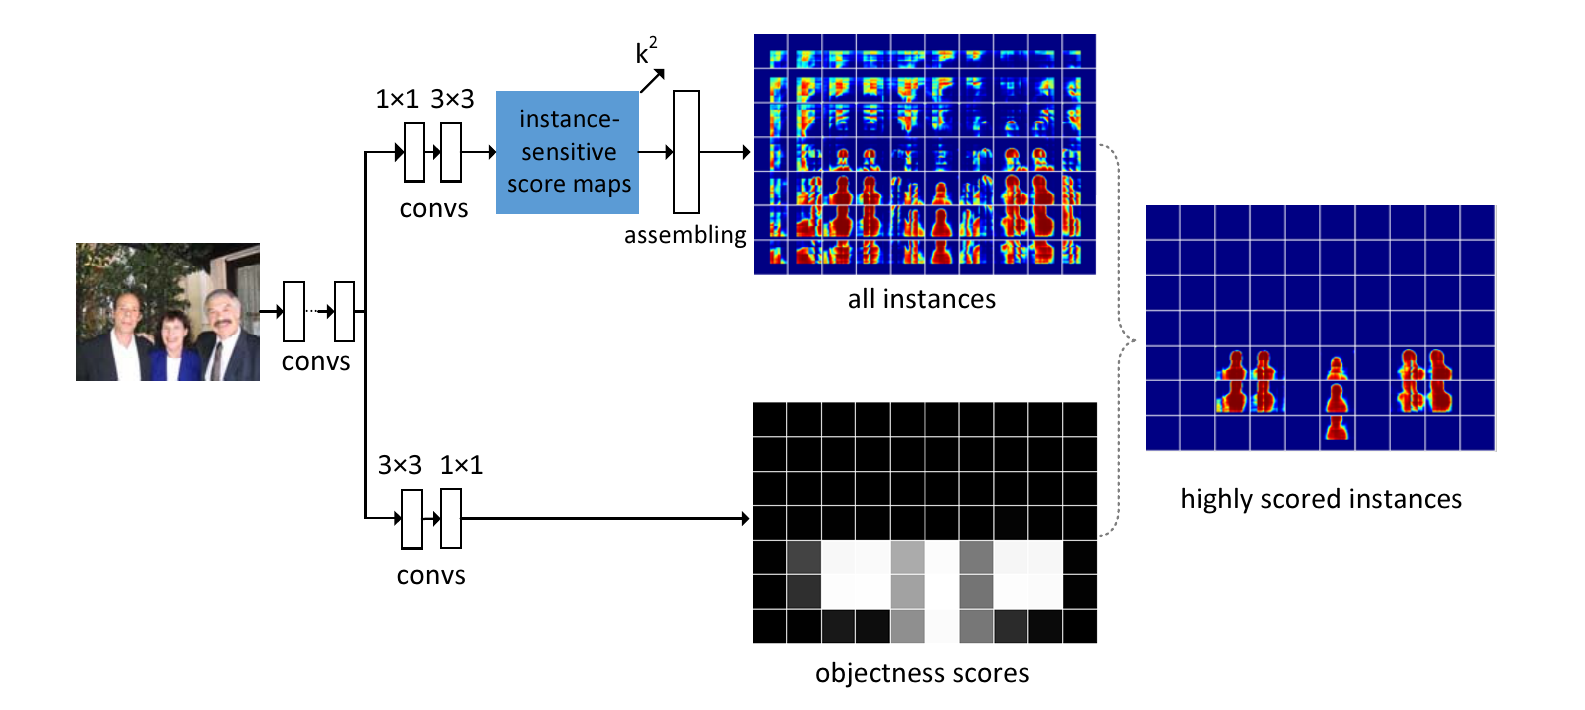 k²
1×1 3×3
instance-
sensitive
score maps
convs
assembling
all instances
convs
3×3 1×1
convs
highly scored instances
objectness scores